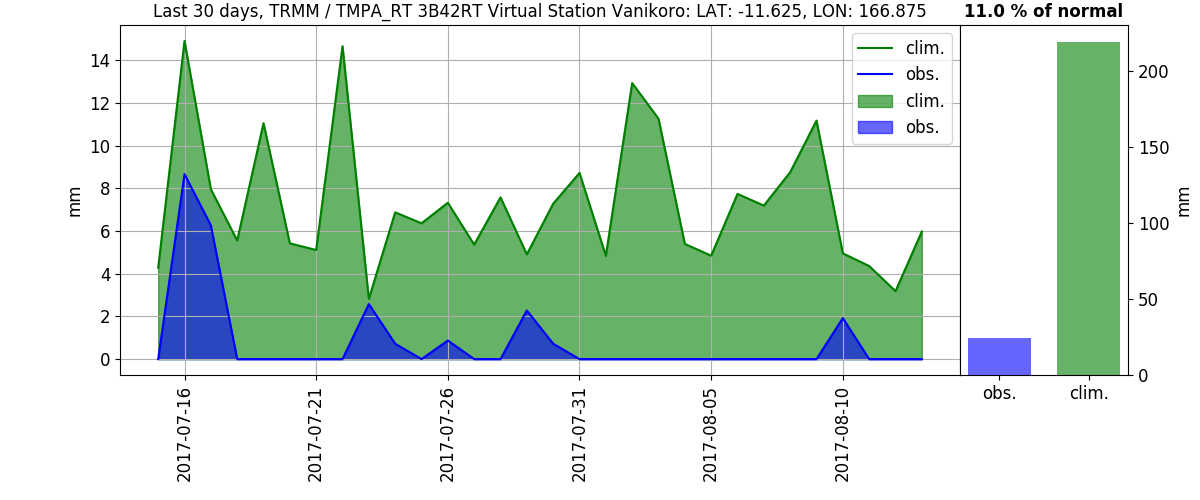 Last 30 days, TRMM / TMPA_RT 3B42RT Virtual Station Vanikoro: LAT: -11.625, LON: 166.875
11.0 % of normal
clim.
obs.
clim.
obs.
mm
14
12
10
8
6
4
2
0
2017-07-16
2017-07-21
2017-07-26
2017-07-31
2017-08-05
2017-08-10
200
150
100
50
0
mm
obs.
clim.